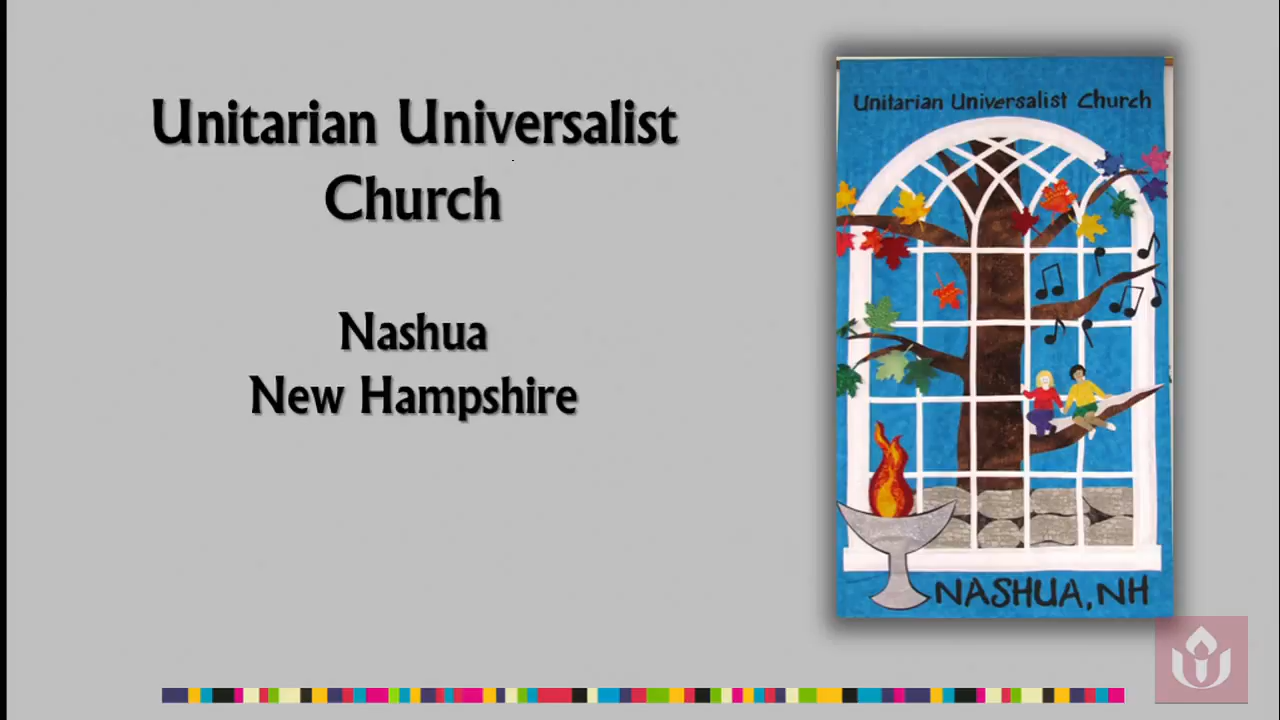 Unitarian Universalist
Church
Nashua
New Hampshire
Unitarian Universalist Church
NASHUA, NH